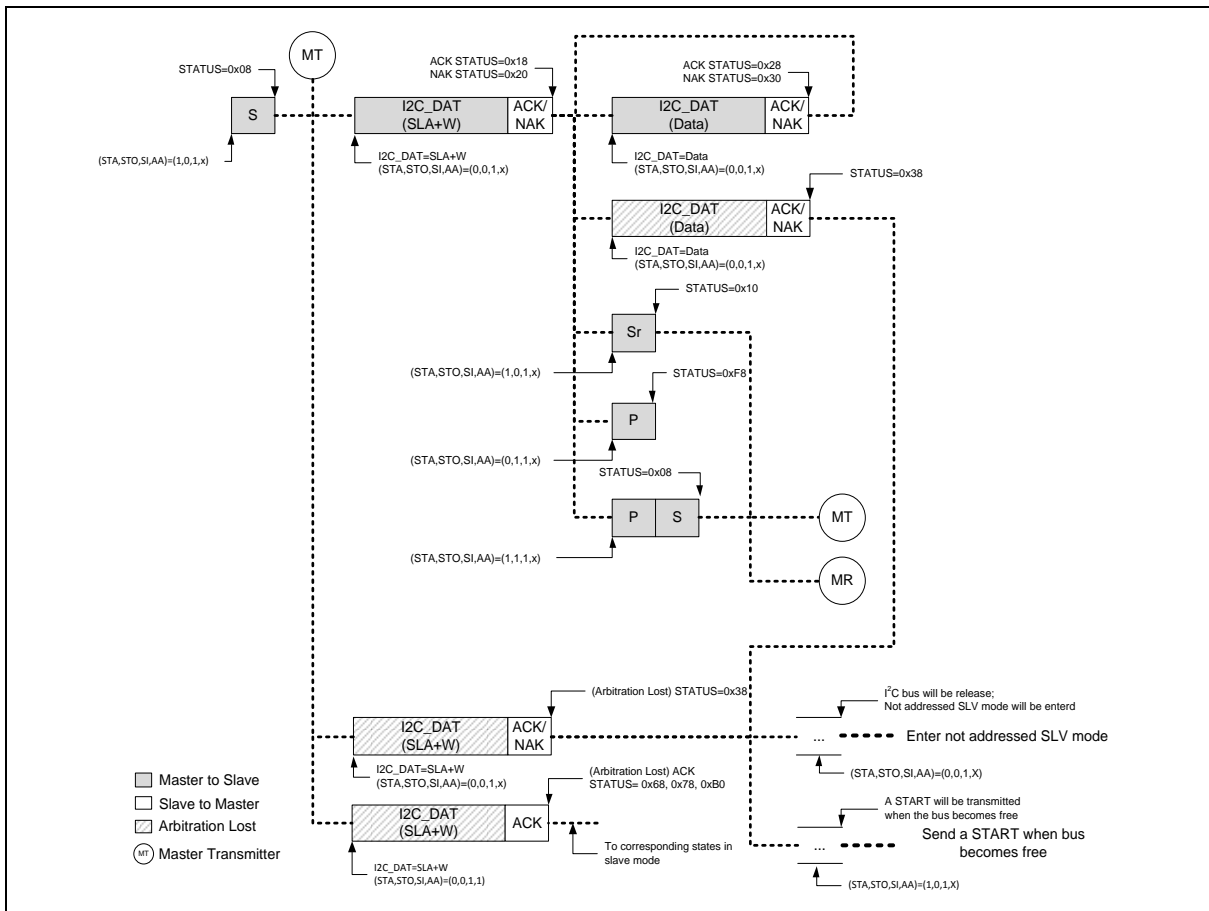 MT
STATUS=0x08
S
(STA,STO,SI,AA)=(1,0,1,x)
ACK STATUS=0x18
NAK STATUS=0x20
I2C_DAT
(SLA+W)
ACK/
NAK
I2C_DAT=SLA+W
(STA,STO,SI,AA)=(0,0,1,x)
ACK STATUS=0x28
NAK STATUS=0x30
I2C_DAT
(Data)
ACK/
NAK
I2C_DAT=Data
(STA,STO,SI,AA)=(0,0,1,x)
STATUS=0x38
I2C_DAT
(Data)
ACK/
NAK
I2C_DAT=Data
(STA,STO,SI,AA)=(0,0,1,x)
STATUS=0x10
Sr
(STA,STO,SI,AA)=(1,0,1,x)
STATUS=0xF8
P
(STA,STO,SI,AA)=(0,1,1,x)
STATUS=0x08
P S
MT
(STA,STO,SI,AA)=(1,1,1,x)
MR
(Arbitration Lost) STATUS=0x38
I2C_DAT
(SLA+W)
ACK/
NAK
I2C_DAT=SLA+W
(STA,STO,SI,AA)=(0,0,1,x)
I2C bus will be release;
Not addressed SLV mode will be enterd
... Enter not addressed SLV mode
(STA,STO,SI,AA)=(0,0,1,X)
(Arbitration Lost) ACK
STATUS= 0x68, 0x78, 0xB0
I2C_DAT
(SLA+W)
ACK
To corresponding states in
slave mode
I2C_DAT=SLA+W
(STA,STO,SI,AA)=(0,0,1,1)
A START will be transmitted
when the bus becomes free
... Send a START when bus
becomes free
(STA,STO,SI,AA)=(1,0,1,X)
Master to Slave
Slave to Master
Arbitration Lost
MT Master Transmitter